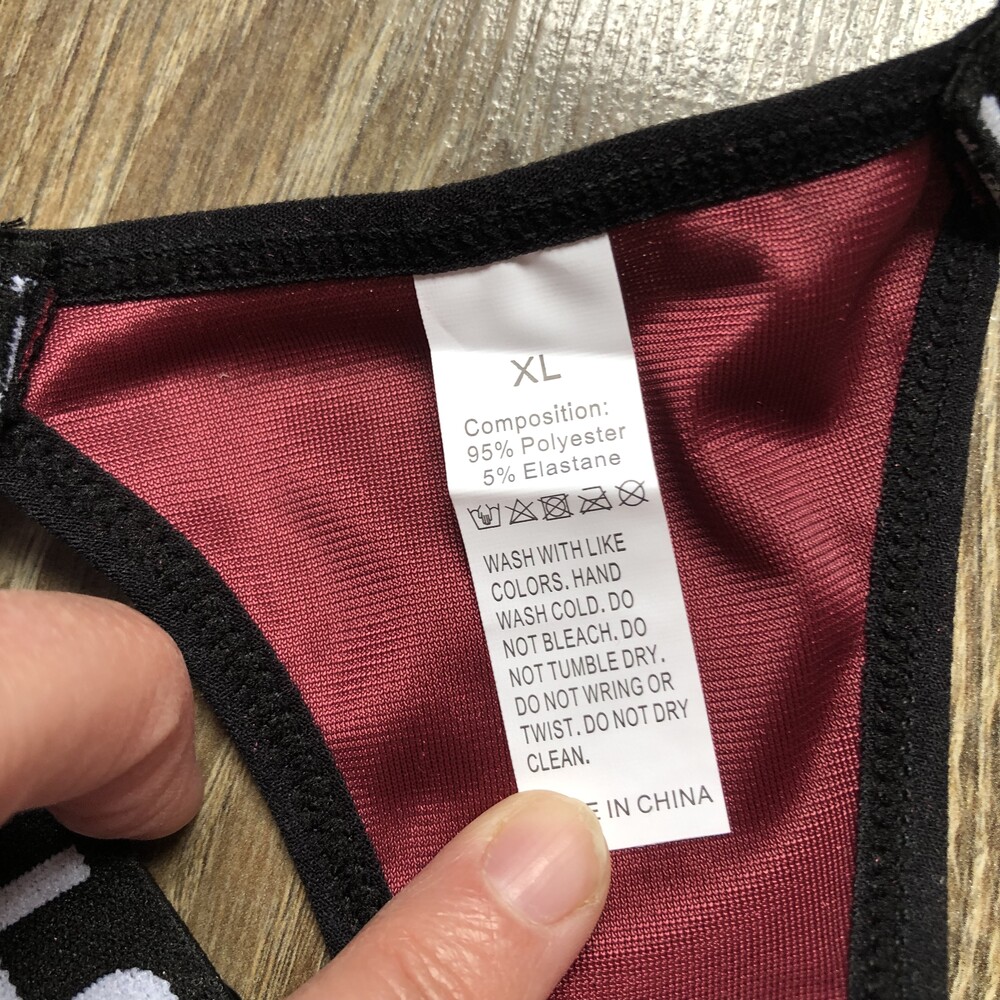 XL
Composition:
95% Polyester
5% Elastane
WASH WITH LIKE
COLORS. HAND
WASH COLD. DO
NOT BLEACH. DO
NOT TUMBLE DRY.
DO NOT WRING OR
TWIST. DO NOT DRY
CLEAN.
IN CHINA